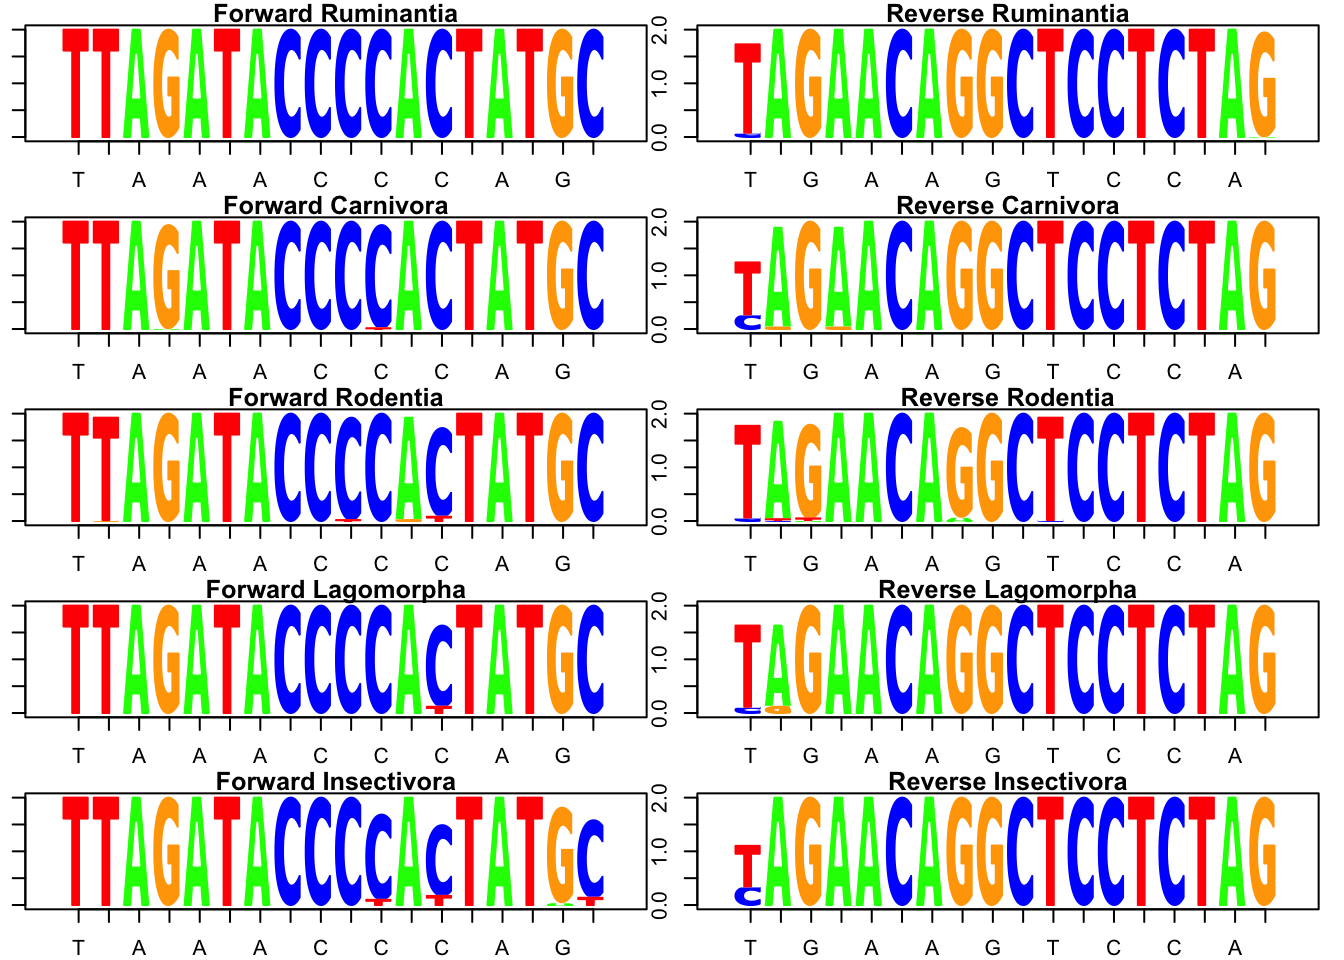 Forward Ruminantia
TTAGATACCCCACTATGC
2.0
1.0
0.0
T A A A C C C A G
Reverse Ruminantia
TAGAACAGGCTCCTCTAG
C
T G A A G T C C A
Forward Carnivora
TTAGATACCCCACTATGC
2.0
1.0
0.0
T A A A C C C A G
Reverse Carnivora
TAGAACAGGCTCCTCTAG
C
T G A A G T C C A
Forward Rodentia
TTAGATACCCCACTATGC
2.0
1.0
0.0
T A A A C C C A G
Reverse Rodentia
TAGAACAGGCTCCTCTAG
T G A A G T C C A
Forward Lagomorpha
TTAGATACCCCACTATGC
T
2.0
1.0
0.0
T A A A C C C A G
Reverse Lagomorpha
TAGAACAGGCTCCTCTAG
C G
T G A A G T C C A
Forward Insectivora
TTAGATACCCCACTATGC
T T T
2.0
1.0
0.0
T A A A C C C A G
Reverse Insectivora
TAGAACAGGCTCCTCTAG
C
T G A A G T C C A